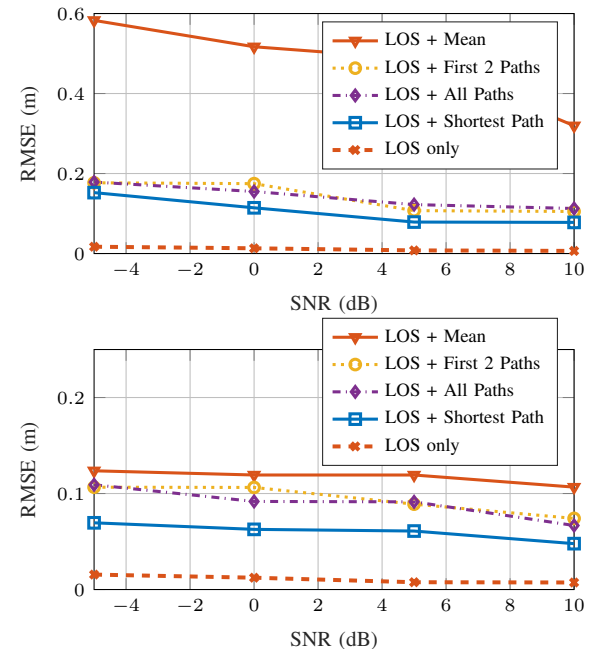 0.6
0.4
0.2
0
RMSE (m)
−4
−2
0
2
4
6
8
10
SNR (dB)
LOS + Mean
LOS + First 2 Paths
LOS + All Paths
LOS + Shortest Path
LOS only
0.2
0.1
0
RMSE (m)
−4
−2
0
2
4
6
8
10
SNR (dB)
LOS + Mean
LOS + First 2 Paths
LOS + All Paths
LOS + Shortest Path
LOS only